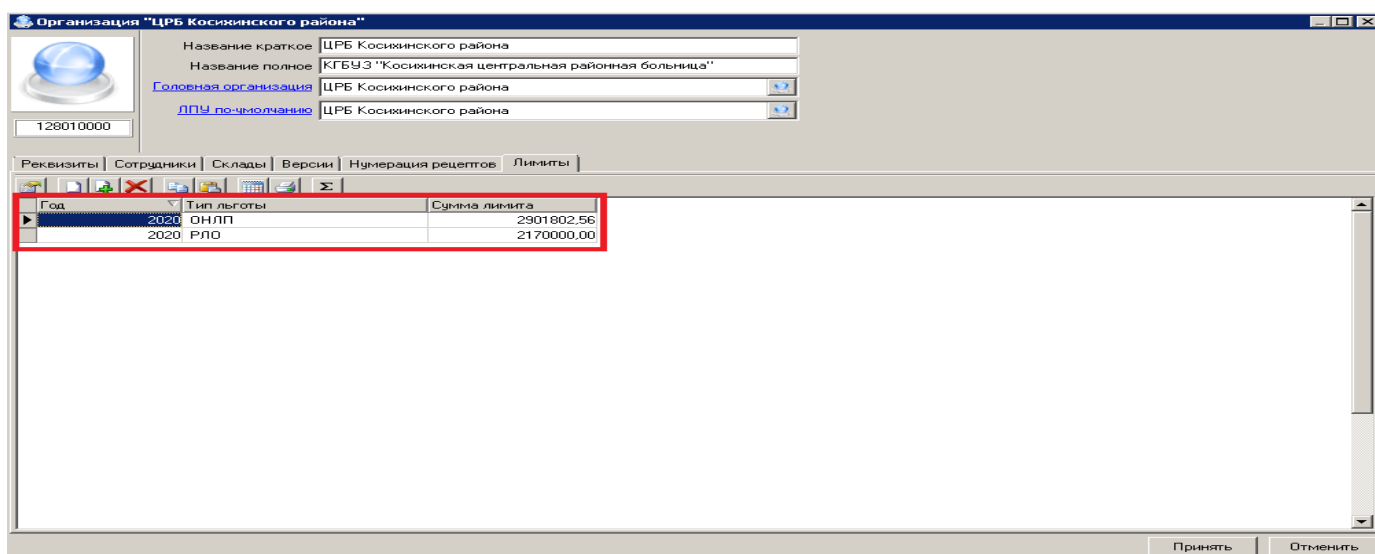 Организация "ЦРБ Косихинского района"
Название краткое ЦРБ Косихинского района
Название полное КГБУЗ "Косихинская центральная районная больница"
Головная организация ЦРБ Косихинского района
ЛПУ по-умолчанию ЦРБ Косихинского района
128010000
Реквизиты Сотрудники Склады Версии Нумерация рецептов Лимиты
Σ
Год Тип льготы Сумма лимита
2020 ОНЛП 2901802,56
2020 РЛО 2170000,00
Принять Отменить